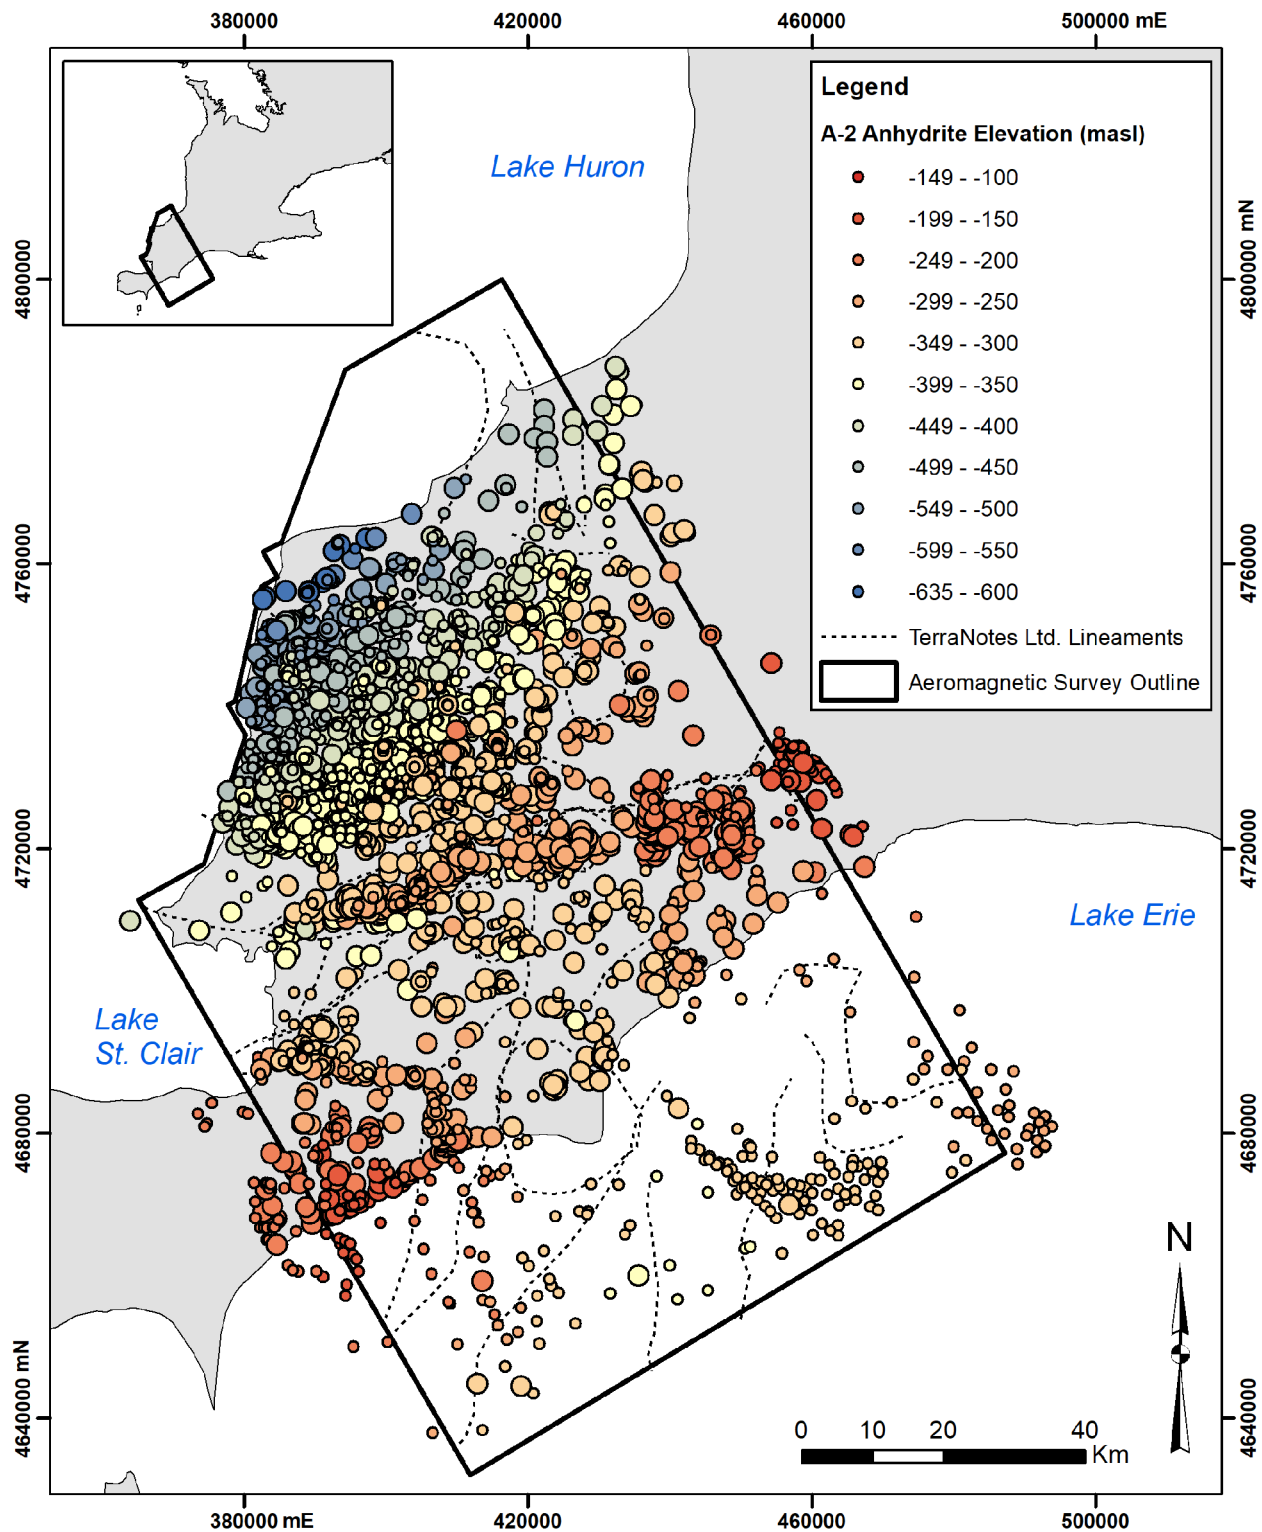 380000
420000
460000
500000 mE
Legend
A-2 Anhydrite Elevation (masl)
-149 - -100
-199 - -150
-249 - -200
-299 - -250
-349 - -300
-399 - -350
-449 - -400
-499 - -450
-549 - -500
-599 - -550
-635 - -600
TerraNotes Ltd. Lineaments
Aeromagnetic Survey Outline
Lake Huron
4800000
4800000 mN
4760000
4760000
4720000
4720000
Lake Erie
Lake
St. Clair
4680000
4680000
N
4640000 mN
4640000
0
10
20
40
Km
380000 mE
420000
460000
500000